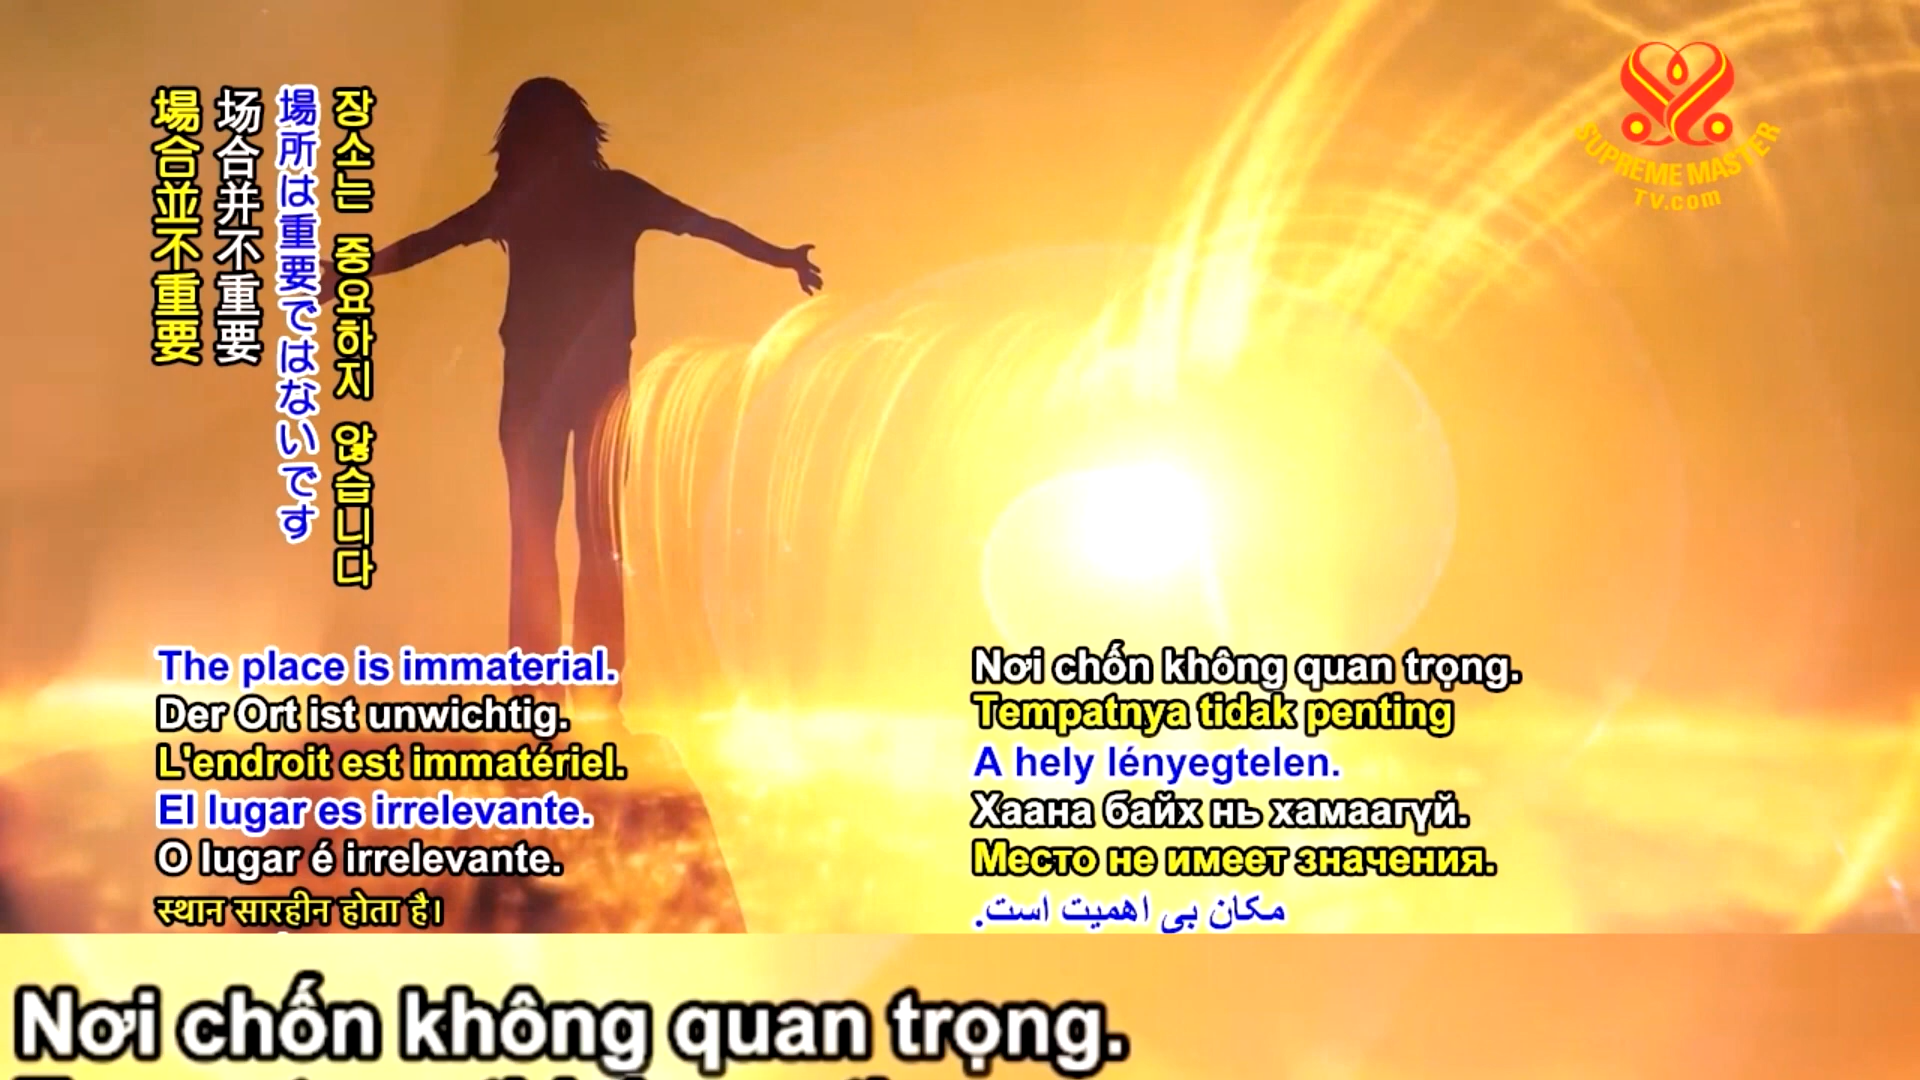 場合並不重要
场合并不重要
場所は重要ではないです
장소는 중요하지 않습니다
SUPREME MASTER
TV.com
The place is immaterial.
Der Ort ist unwichtig.
L'endroit est immatériel.
El lugar es irrelevante.
O lugar é irrelevante.
स्थान सारहीन होता है।
Nơi chốn không quan trọng.
Tempatnya tidak penting
A hely lényegtelen.
Хаана байх нь хамаагүй.
Место не имеет значения.
مکان بی اهمیت است.
Nơi chốn không quan trọng.